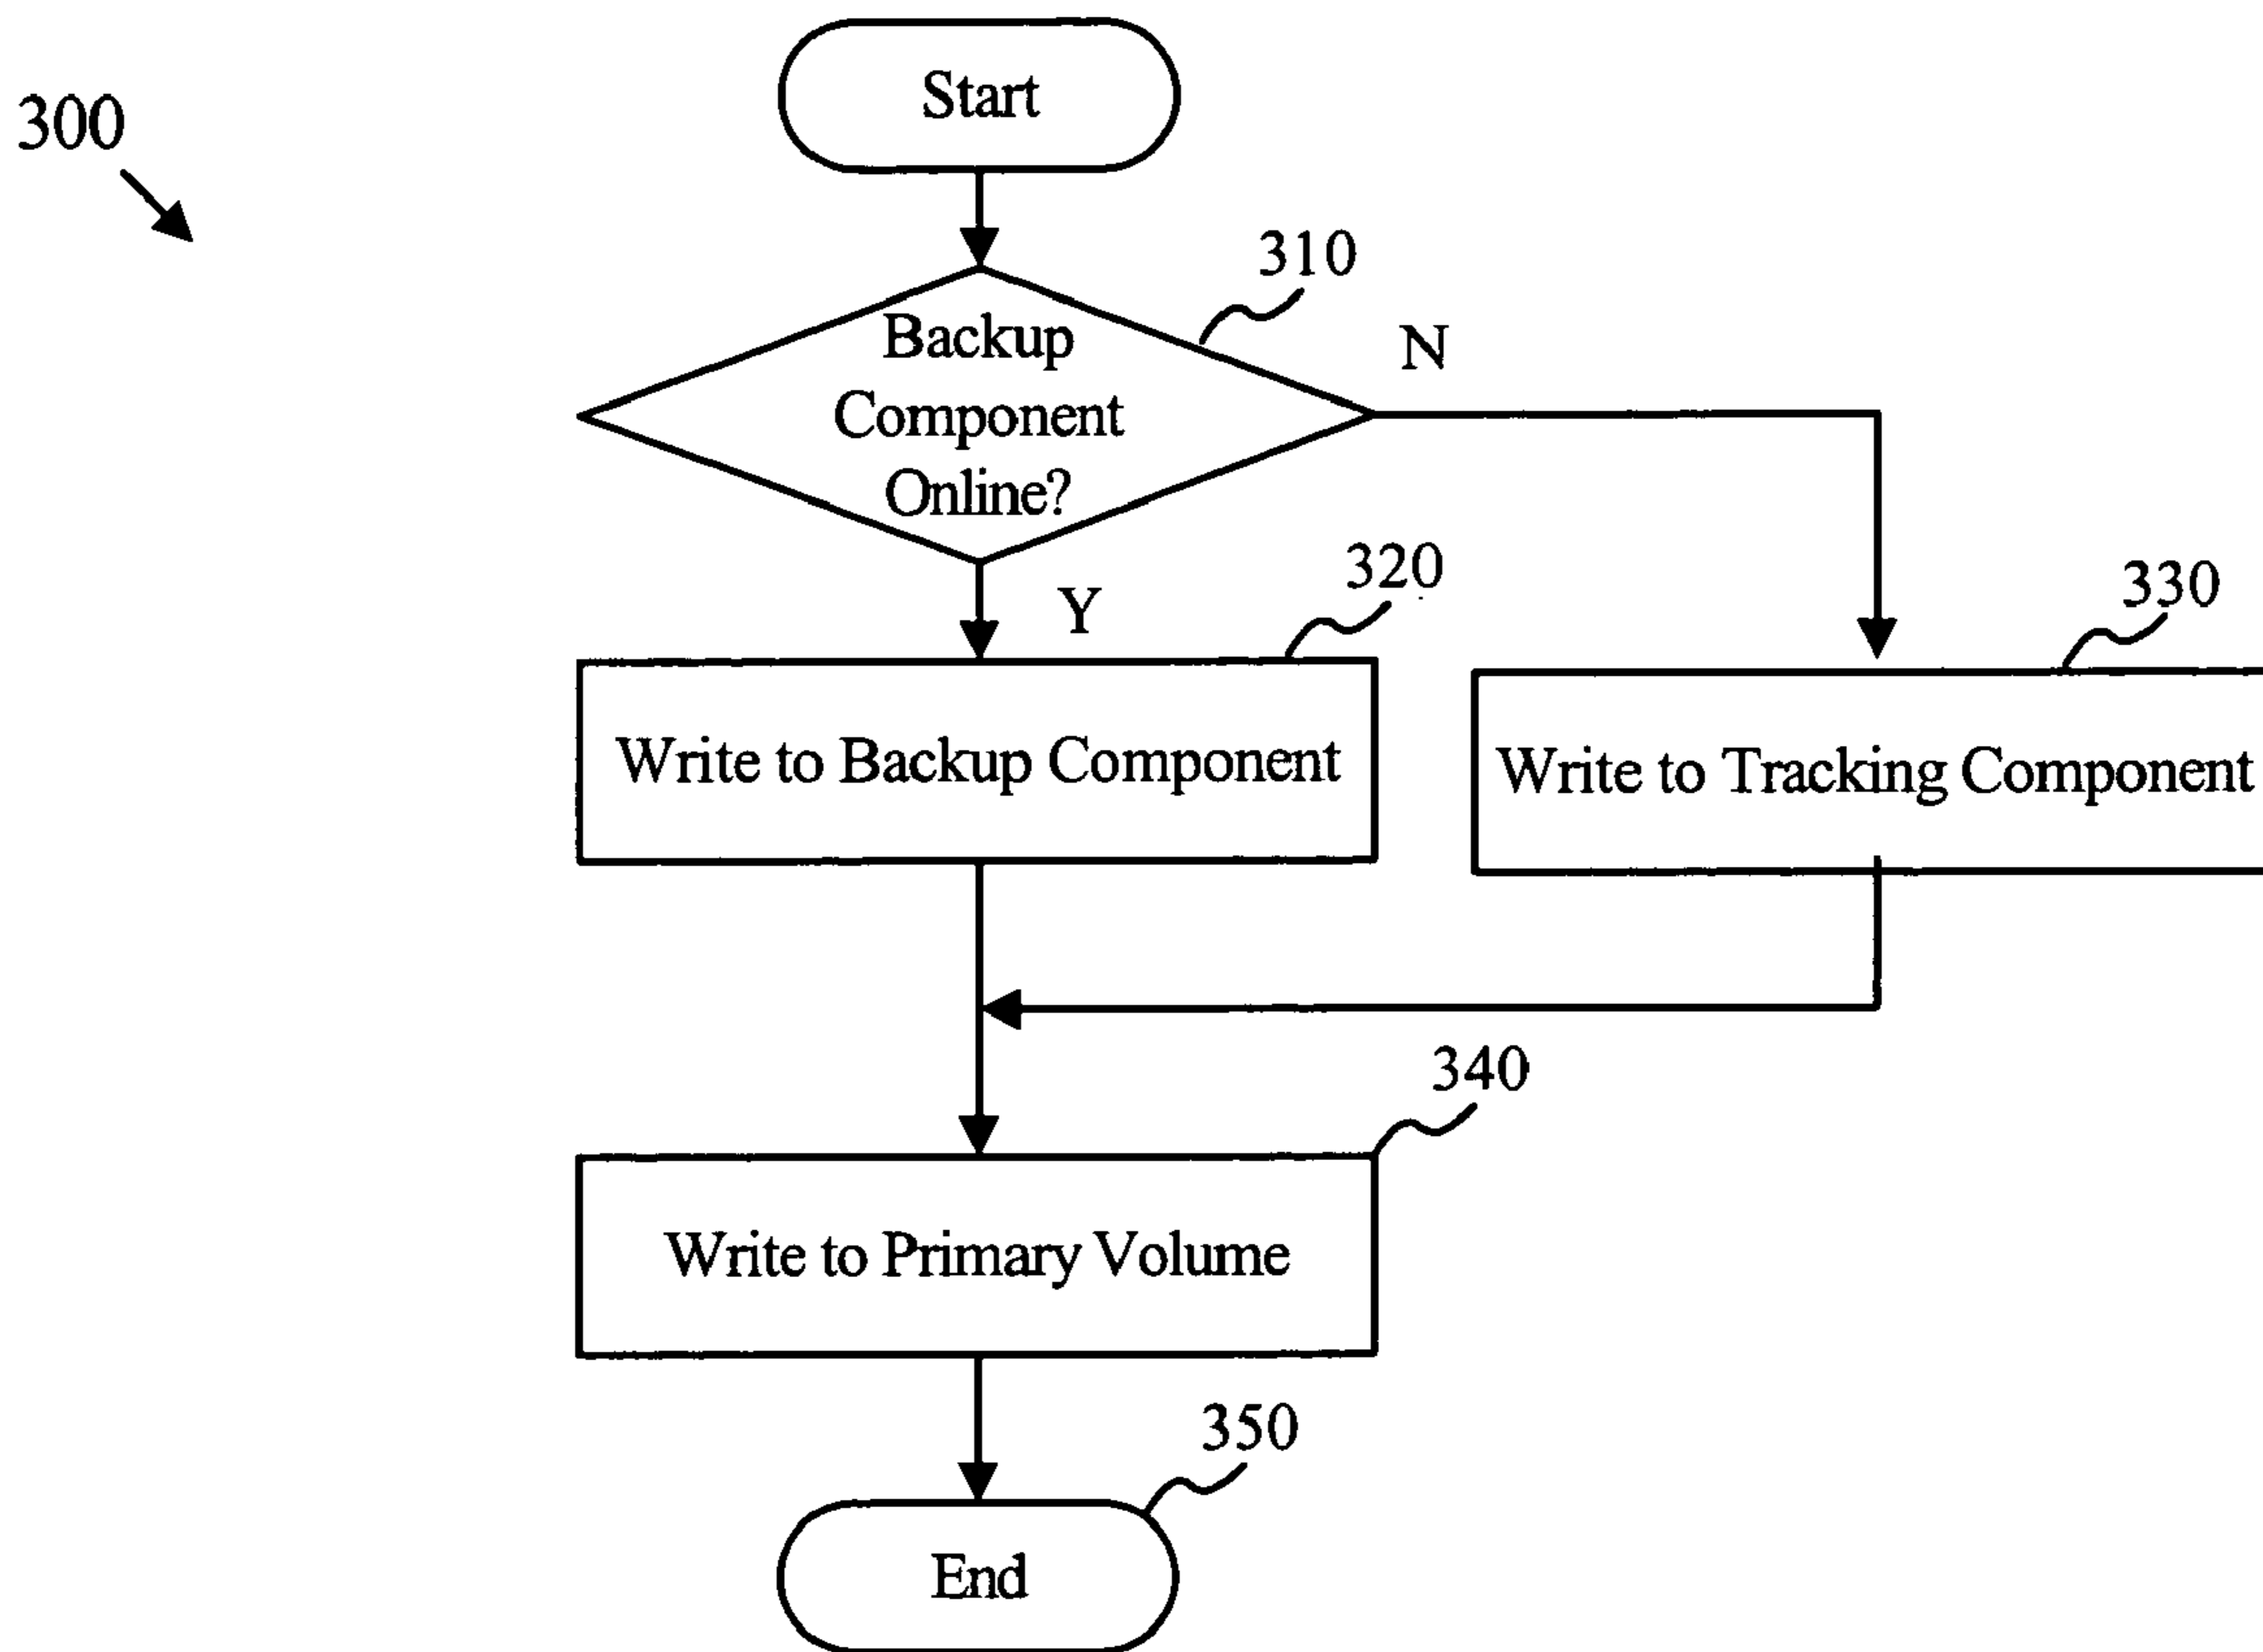 Start
300
310
Backup
Component
Online?
N
Y
320
330
Write to Backup Component
Write to Tracking Component
340
Write to Primary Volume
350
End